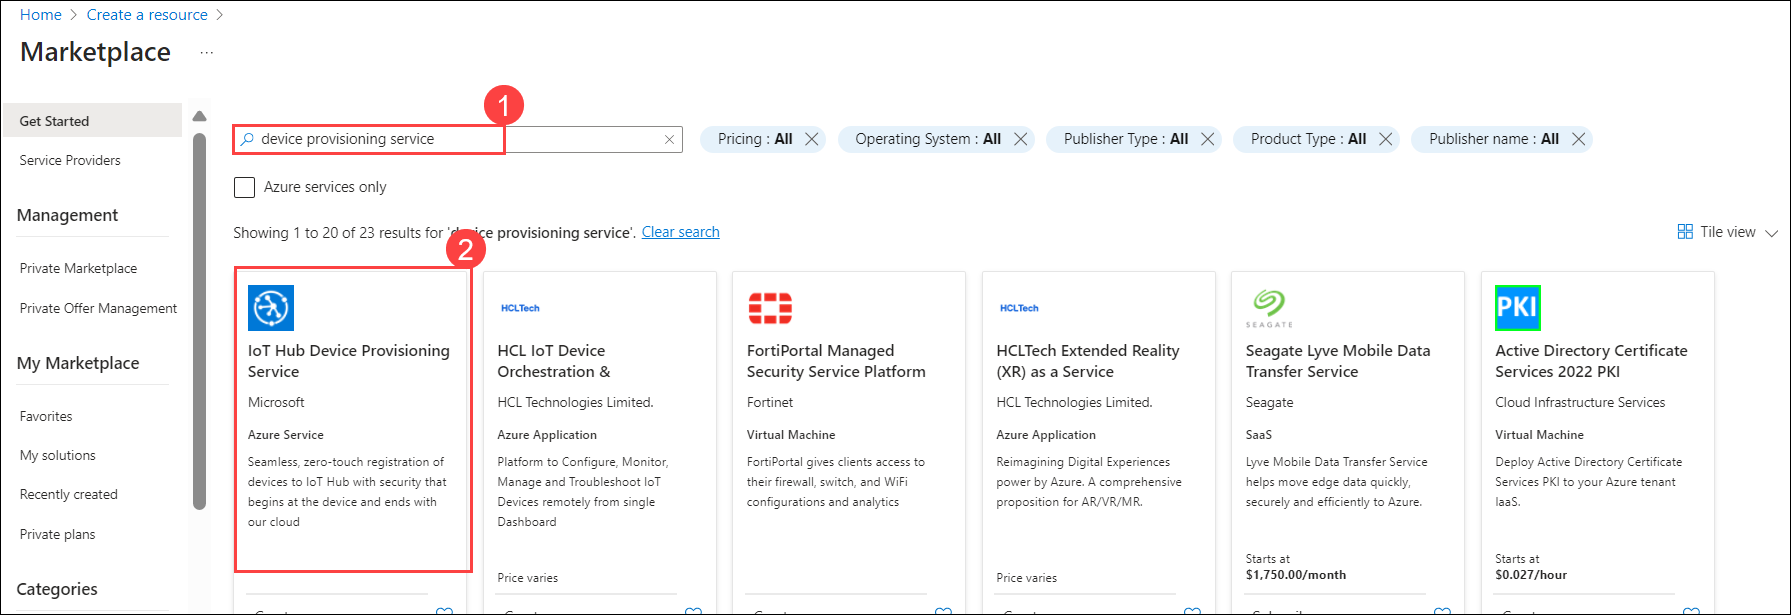 Home > Create a resource >
Marketplace ...
Get Started
Service Providers
Management
Private Marketplace
Private Offer Management
My Marketplace
Favorites
My solutions
Recently created
Private plans
Categories
1
device provisioning service
Pricing : All
Operating System : All
Publisher Type : All
Product Type : All
Publisher name : All
Azure services only
Showing 1 to 20 of 23 results for 'device provisioning service'. Clear search
Tile view
2
IoT Hub Device Provisioning
Service
Microsoft
Azure Service
Seamless, zero-touch registration of
devices to IoT Hub with security that
begins at the device and ends with
our cloud
HCLTech
HCL IoT Device
Orchestration &
HCL Technologies Limited.
Azure Application
Platform to Configure, Monitor,
Manage and Troubleshoot IoT
Devices remotely from single
Dashboard
Price varies
FortiPortal Managed
Security Service Platform
Fortinet
Virtual Machine
FortiPortal gives clients access to
their firewall, switch, and WiFi
configurations and analytics
HCLTech
HCLTech Extended Reality
(XR) as a Service
HCL Technologies Limited.
Azure Application
Reimagining Digital Experiences
power by Azure. A comprehensive
proposition for AR/VR/MR.
Price varies
SEAGATE
Seagate Lyve Mobile Data
Transfer Service
Seagate
SaaS
Lyve Mobile Data Transfer Service
helps move edge data quickly,
securely and efficiently to Azure.
Starts at
$1,750.00/month
PKI
Active Directory Certificate
Services 2022 PKI
Cloud Infrastructure Services
Virtual Machine
Deploy Active Directory Certificate
Services PKI to your Azure tenant
IaaS.
Starts at
$0.027/hour